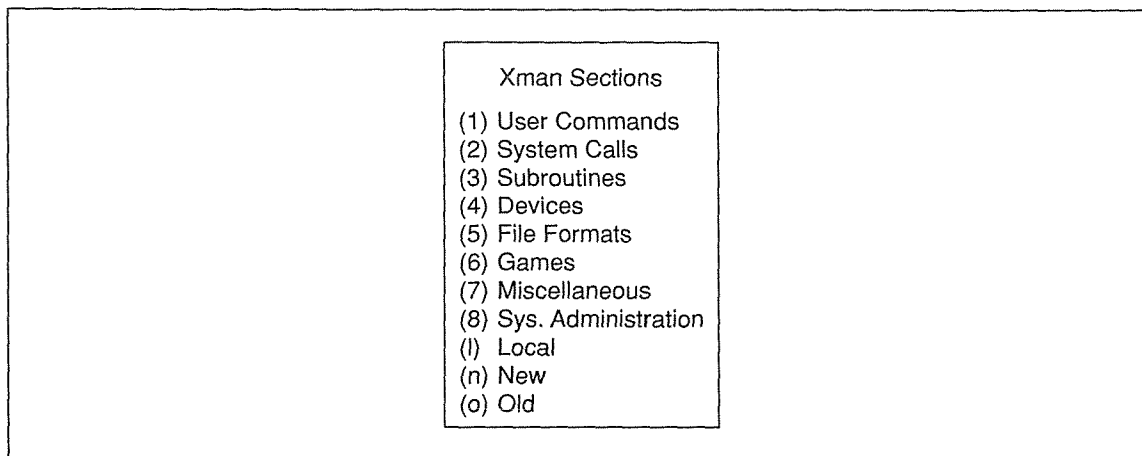 Xman Sections
(1) User Commands
(2) System Calls
(3) Subroutines
(4) Devices
(5) File Formats
(6) Games
(7) Miscellaneous
(8) Sys. Administration
(l) Local
(n) New
(o) Old